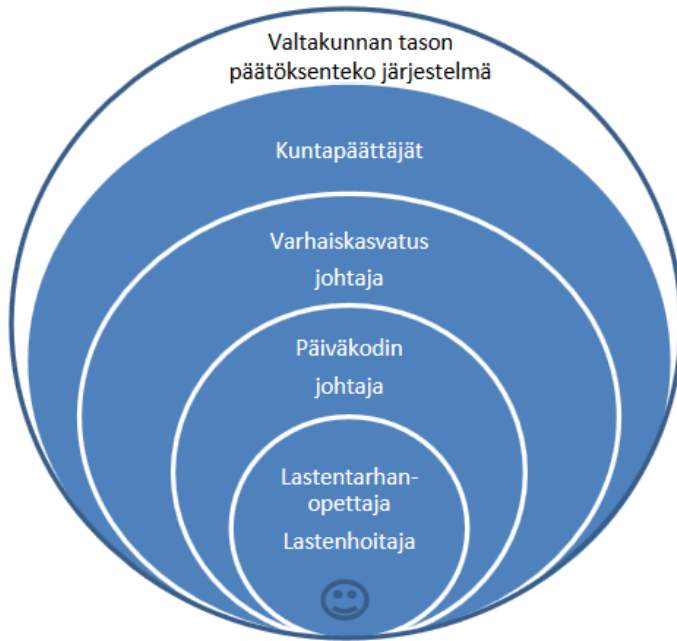 Valtakunnan tason
päätöksenteko järjestelmä
Kuntapäättäjät
Varhaiskasvatus
johtaja
Päiväkodin
johtaja
Lastentarhan-
opettaja
Lastenhoitaja